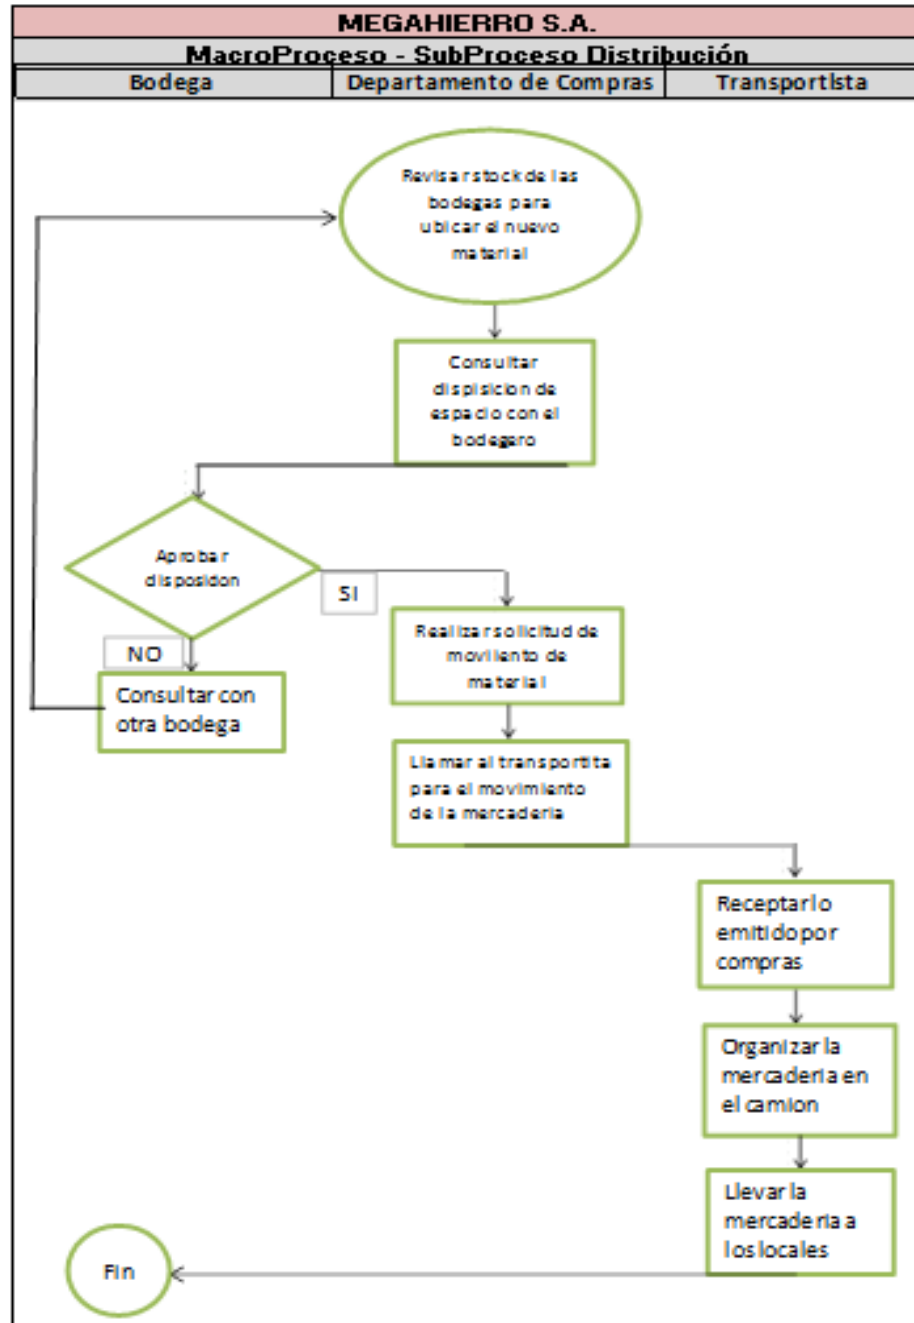 MEGAHIERRO S.A.
MacroProceso - SubProceso Distribución
Bodega
Departamento de Compras
Transportista
Revisar stock de las
bodegas para
ubicar el nuevo
material
Consultar
dispisicion de
espacio con el
bodegero
Aprobar
disposidon
SI
NO
Consultar con
otra bodega
Realizar solicitud de
moviiento de
material
Llamar al transportita
para el movimiento
de la mercaderia
Receptar lo
emitido por
compras
Organizar la
mercaderia en
el camion
Llevar la
mercaderia a
los locales
Fin